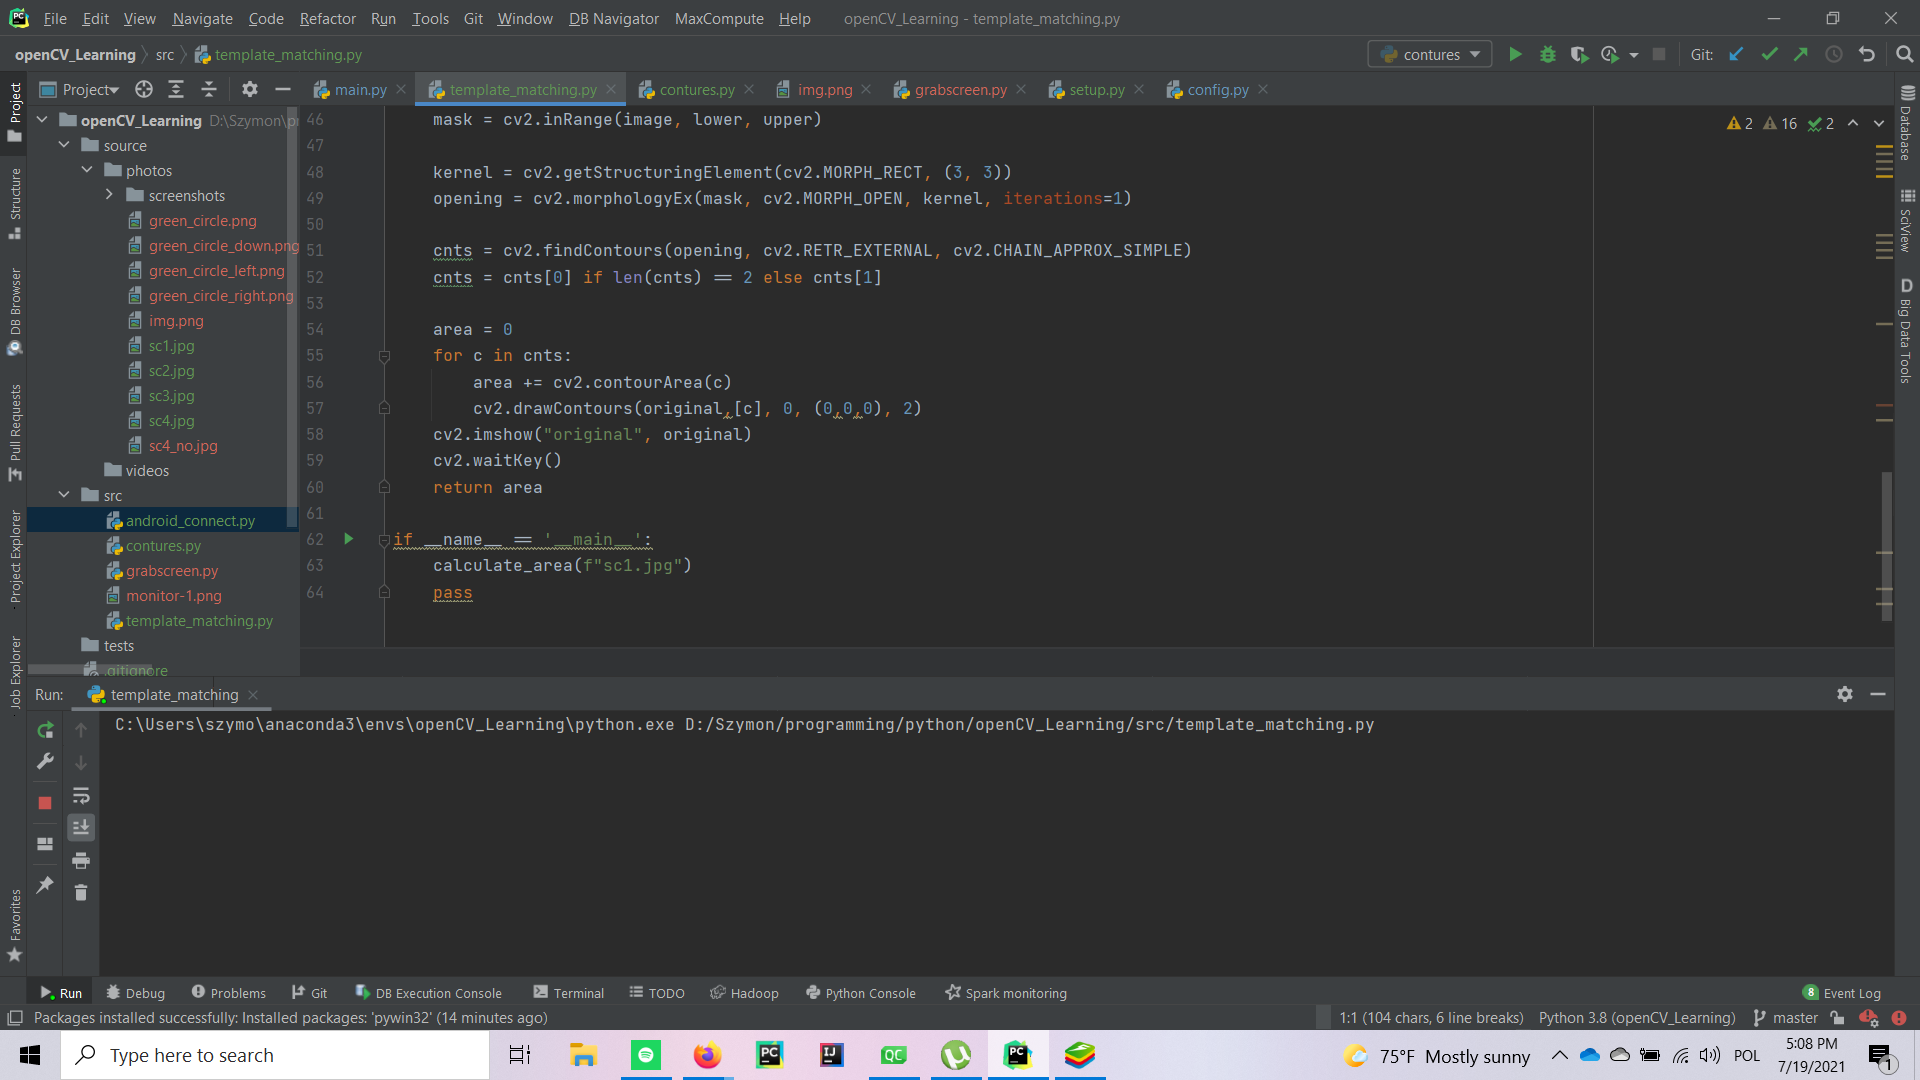 File Edit View Navigate Code Refactor Run Tools Git Window DB Navigator MaxCompute Help openCV_Learning - template_matching.py
openCV_Learning src template_matching.py contures Git:
Project main.py template_matching.py contures.py img.png grabscreen.py setup.py config.py
Project
Structure
DB Browser
Pull Requests
Project Explorer
Job Explorer
Favorites
openCV_Learning D:\Szymon\p
source
photos
screenshots
green_circle.png
green_circle_down.png
green_circle_left.png
green_circle_right.png
img.png
sc1.jpg
sc2.jpg
sc3.jpg
sc4.jpg
sc4_no.jpg
videos
src
android_connect.py
contures.py
grabscreen.py
monitor-1.png
template_matching.py
tests
.gitignore
46 mask = cv2.inRange(image, lower, upper)
47
48 kernel = cv2.getStructuringElement(cv2.MORPH_RECT, (3, 3))
49 opening = cv2.morphologyEx(mask, cv2.MORPH_OPEN, kernel, iterations=1)
50
51 cnts = cv2.findContours(opening, cv2.RETR_EXTERNAL, cv2.CHAIN_APPROX_SIMPLE)
52 cnts = cnts[0] if len(cnts) == 2 else cnts[1]
53
54 area = 0
55 for c in cnts:
56 area += cv2.contourArea(c)
57 cv2.drawContours(original,[c], 0, (0,0,0), 2)
58 cv2.imshow("original", original)
59 cv2.waitKey()
60 return area
61
62 if __name__ == '__main__':
63 calculate_area(f"sc1.jpg")
64 pass
2 16 2
Database
SciView
D Big Data Tools
Run: template_matching
C:\Users\szymo\anaconda3\envs\openCV_Learning\python.exe D:/Szymon/programming/python/openCV_Learning/src/template_matching.py
Run Debug Problems Git DB Execution Console Terminal TODO Hadoop Python Console Spark monitoring 8 Event Log
Packages installed successfully: Installed packages: 'pywin32' (14 minutes ago) 1:1 (104 chars, 6 line breaks) Python 3.8 (openCV_Learning) master
Type here to search PC IJ QC PC 75°F Mostly sunny POL 5:08 PM
7/19/2021
1